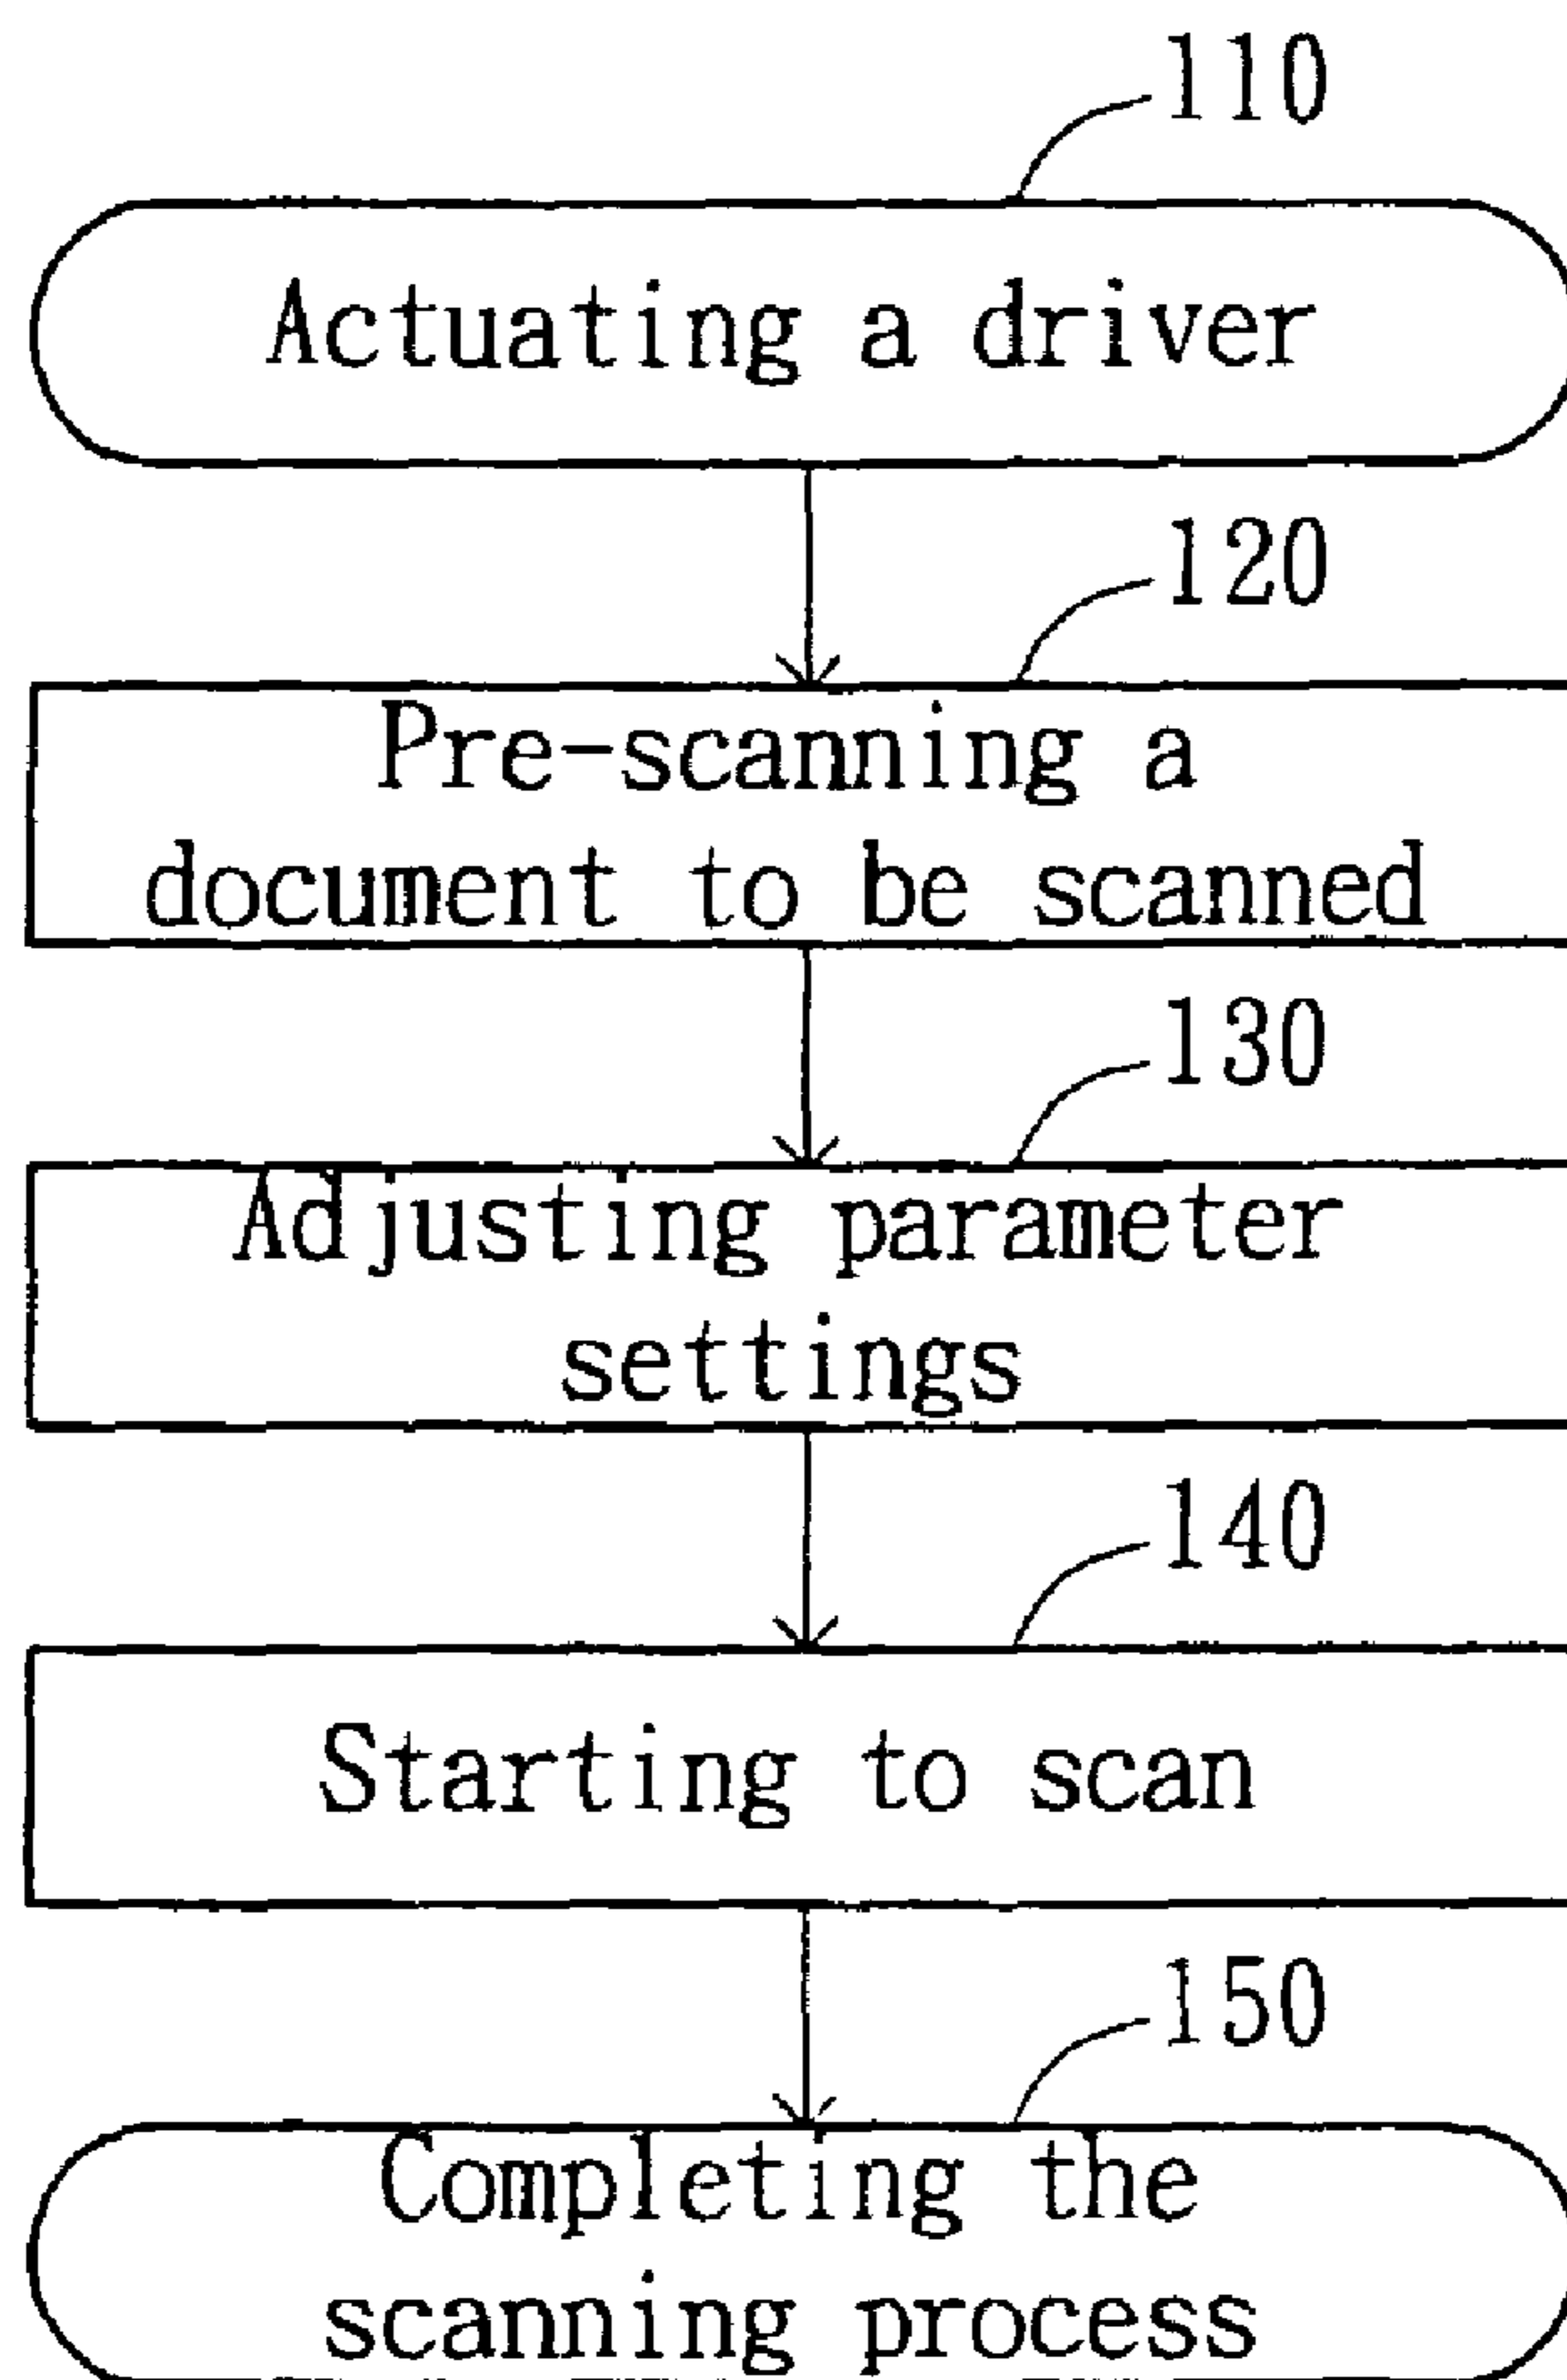 110
Actuating a driver
120
Pre-scanning a
document to be scanned
130
Adjusting parameter
settings
140
Starting to scan
150
Completing the
scanning process